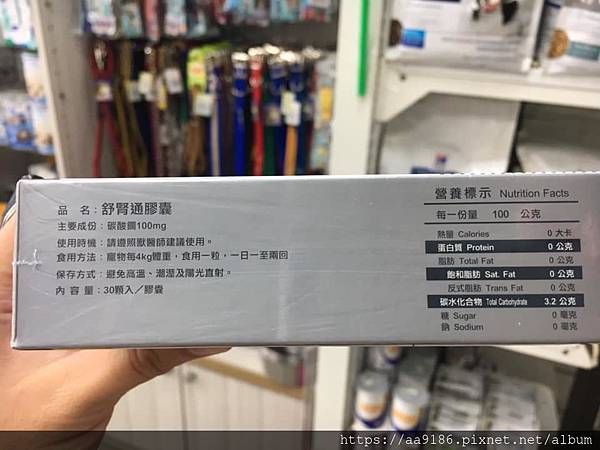 品 名：舒腎通膠囊
主要成份：碳酸鑭100mg
使用時機：請遵照獸醫師建議使用。
食用方法：寵物每4kg體重，食用一粒，一日一至兩回
保存方式：避免高溫、潮溼及陽光直射。
內 容 量：30顆入／膠囊
營養標示 Nutrition Facts
每一份量 100 公克
熱量 Calories 0 大卡
蛋白質 Protein 0 公克
脂肪 Total Fat 0 公克
飽和脂肪 Sat. Fat 0 公克
反式脂肪 Trans Fat 0 公克
碳水化合物 Total Carbohydrate 3.2 公克
糖 Sugar 0 毫克
鈉 Sodium 0 毫克
https://aa9186.pixnet.net/album